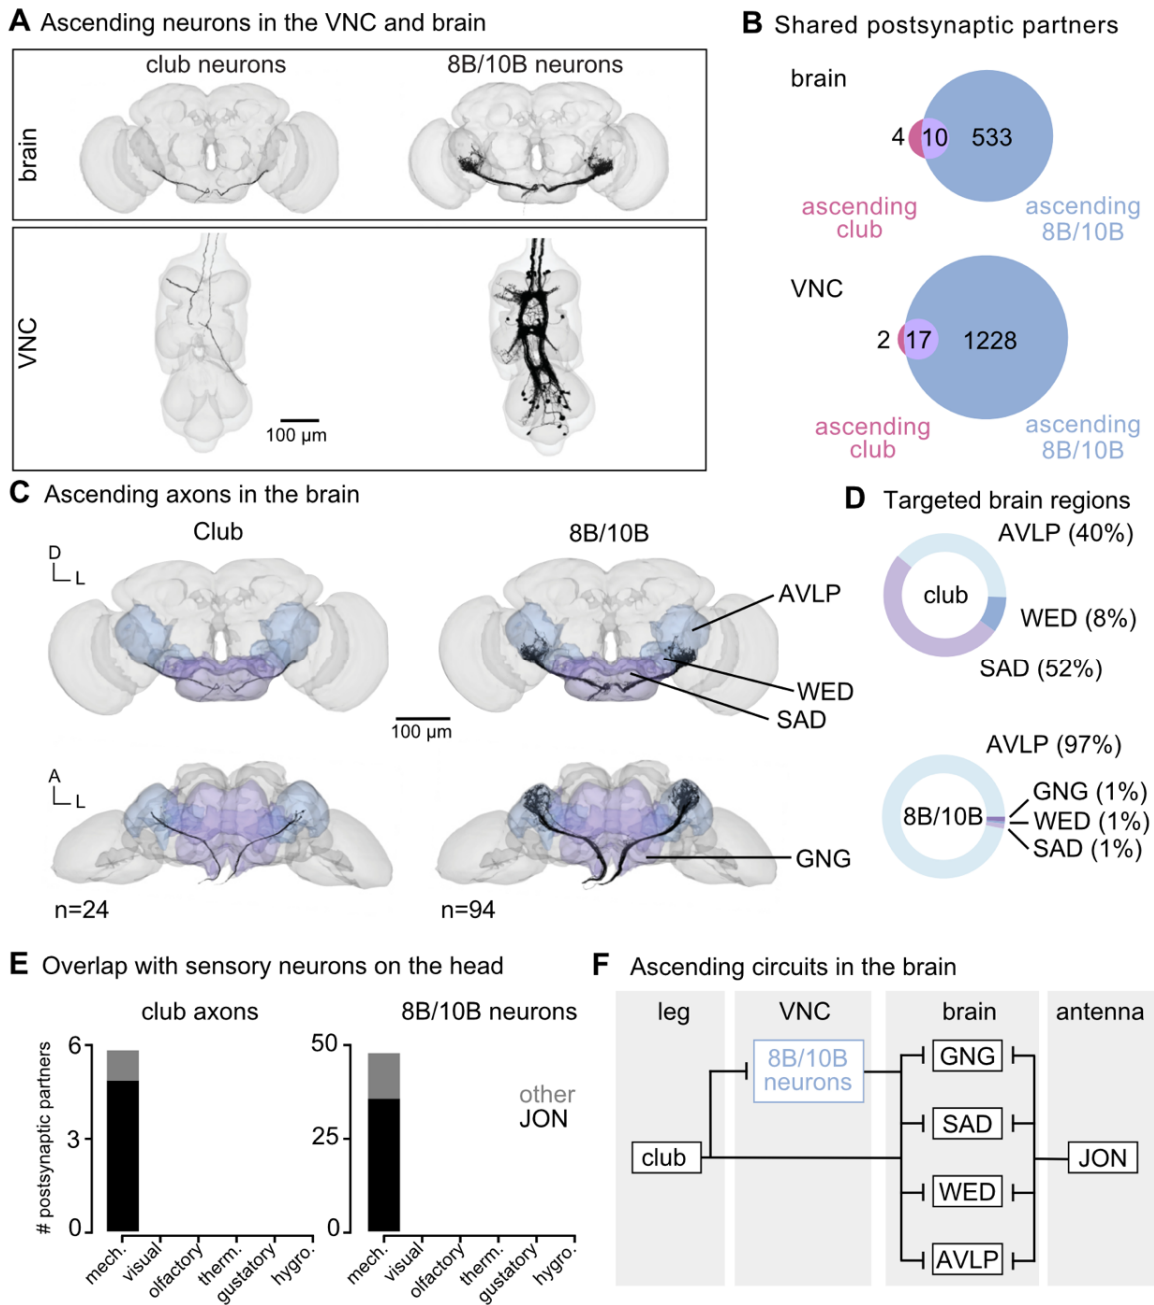 A Ascending neurons in the VNC and brain
club neurons
8B/10B neurons
brain
VNC
100 µm
B Shared postsynaptic partners
brain
4
10
533
ascending
club
ascending
8B/10B
VNC
2
17
1228
ascending
club
ascending
8B/10B
C Ascending axons in the brain
Club
8B/10B
D
L
AVLP
WED
SAD
100 µm
A
L
GNG
n=24
n=94
D Targeted brain regions
AVLP (40%)
club
WED (8%)
SAD (52%)
AVLP (97%)
8B/10B
GNG (1%)
WED (1%)
SAD (1%)
E Overlap with sensory neurons on the head
club axons
8B/10B neurons
# postsynaptic partners
6
3
0
mech.
visual
olfactory
therm.
gustatory
hygro.
50
25
0
other
JON
mech.
visual
olfactory
therm.
gustatory
hygro.
F Ascending circuits in the brain
leg
VNC
brain
antenna
8B/10B
neurons
GNG
SAD
club
JON
WED
AVLP